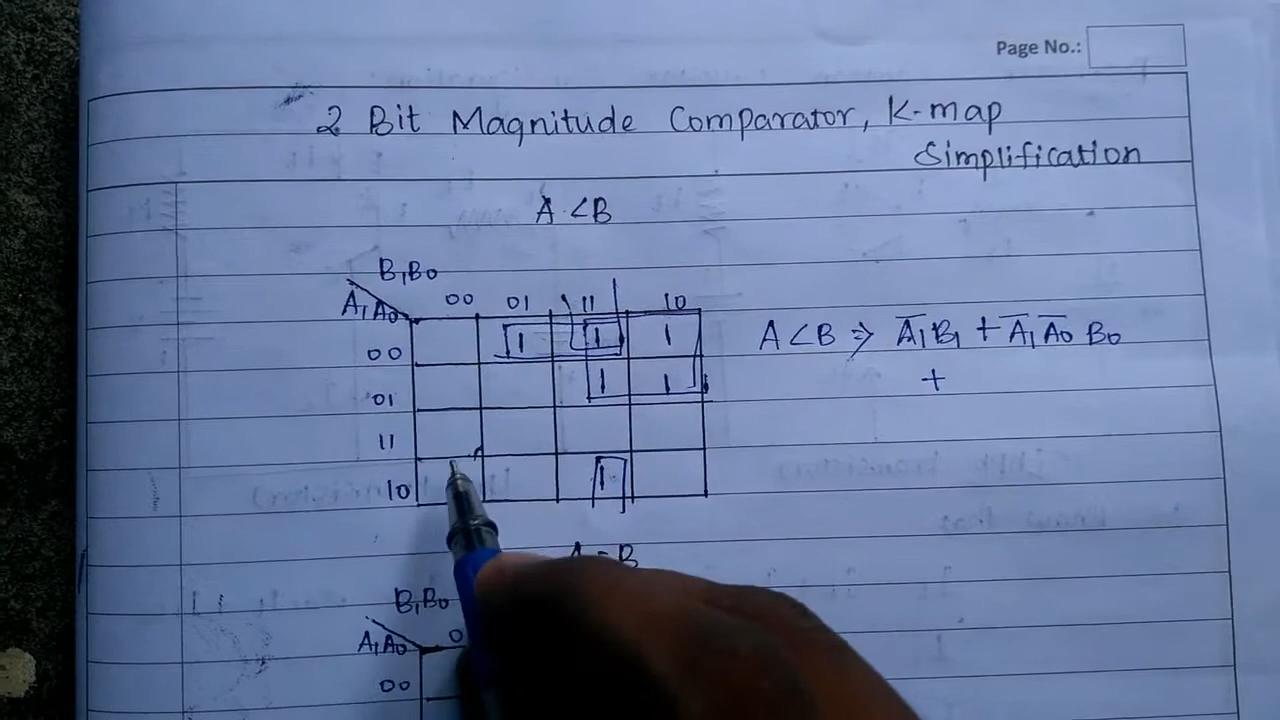 Page No.:
2 Bit Magnitude Comparator, K-map
Simplification
A<B
B₁B₀
A₁A₀ 00 01 11 10
00 1 1 1
01 1 1
11
10 1
A<B ⇒ A̅₁B₁ + A̅₁A̅₀B₀
+
A=B
B₁B₀
A₁A₀ 0
00